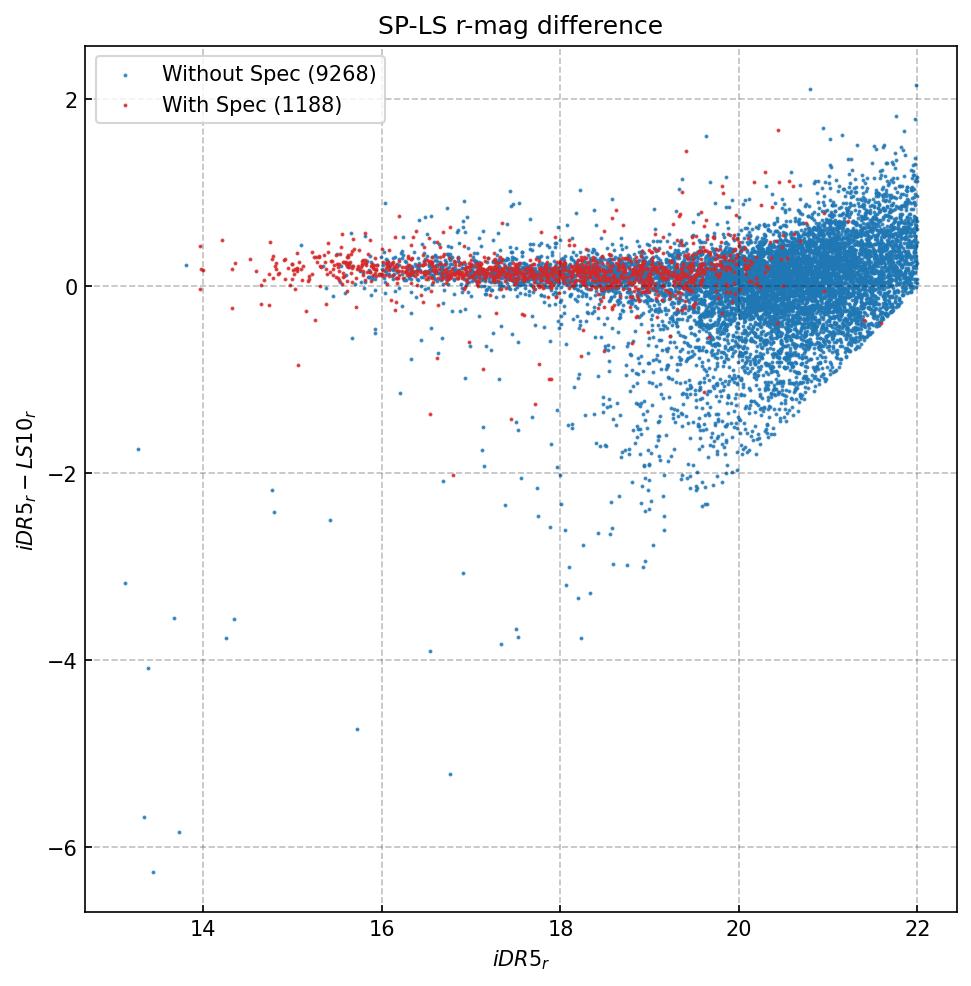 SP-LS r-mag difference
Without Spec (9268)
With Spec (1188)
2
0
−2
−4
−6
iDR5r − LS10r
14 16 18 20 22
iDR5r